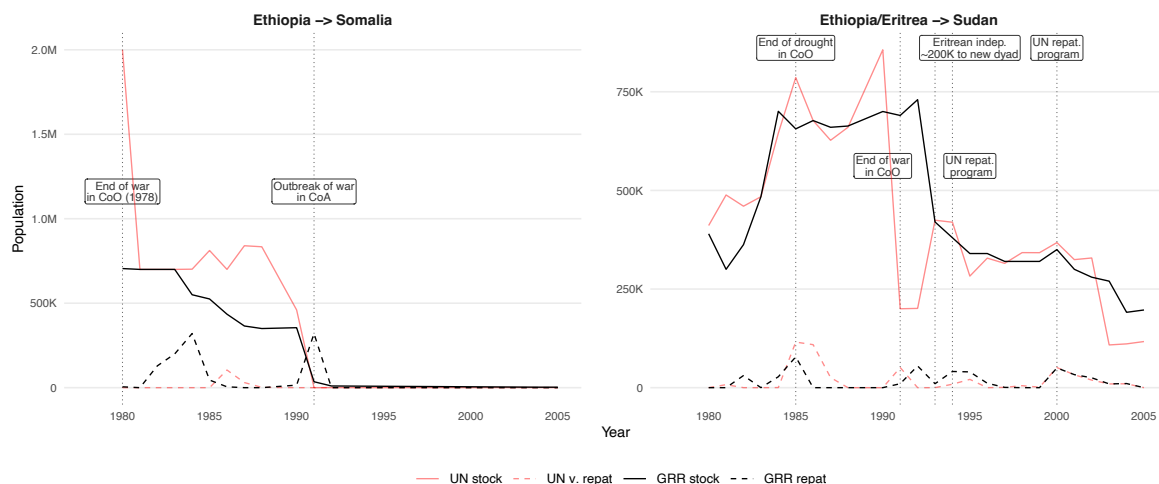 Ethiopia −> Somalia
Ethiopia/Eritrea −> Sudan
Population
2.0M
1.5M
1.0M
500K
0
End of war
in CoO (1978)
Outbreak of war
in CoA
1980
1985
1990
1995
2000
2005
750K
500K
250K
0
End of drought
in CoO
Eritrean indep.
~200K to new dyad
UN repat.
program
End of war
in CoO
UN repat.
program
1980
1985
1990
1995
2000
2005
Year
UN stock
UN v. repat
GRR stock
GRR repat